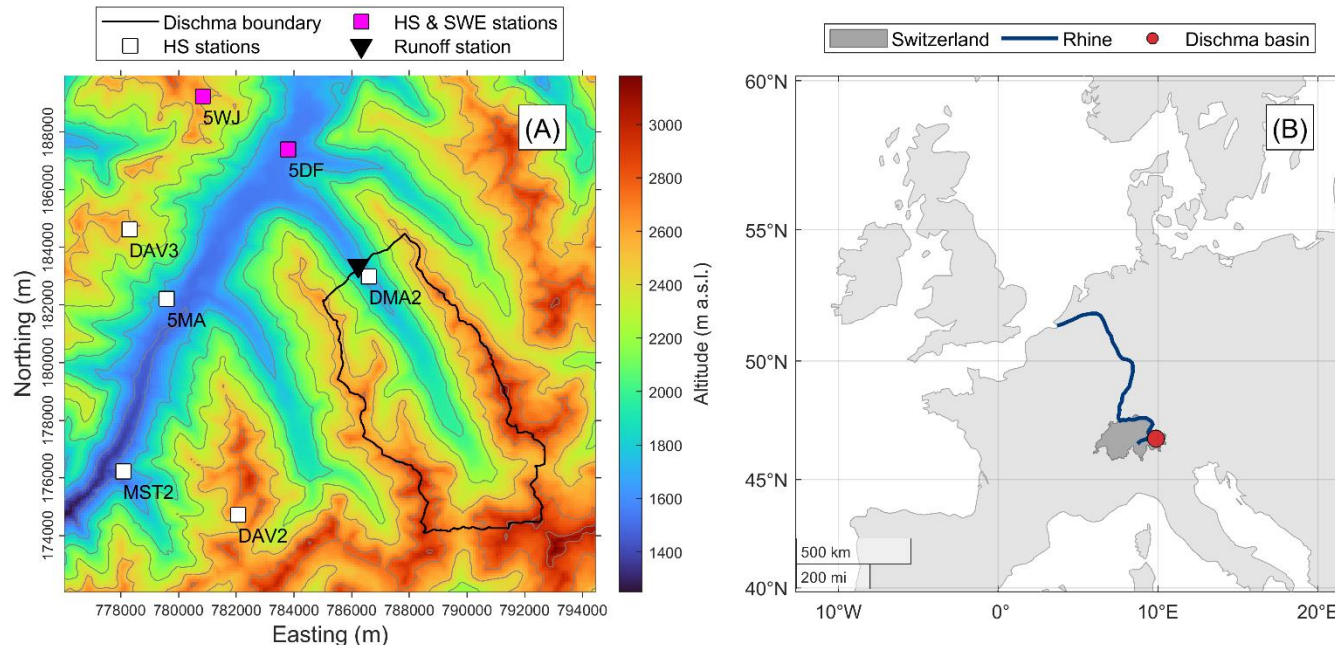 Dischma boundary
HS & SWE stations
HS stations
Runoff station
Switzerland
Rhine
Dischma basin
(A)
5WJ
5DF
DAV3
DMA2
5MA
MST2
DAV2
188000
186000
184000
182000
180000
178000
176000
174000
Northing (m)
778000 780000 782000 784000 786000 788000 790000 792000 794000
Easting (m)
3000
2800
2600
2400
2200
2000
1800
1600
1400
Altitude (m a.s.l.)
(B)
60°N
55°N
50°N
45°N
40°N
500 km
200 mi
10°W 0° 10°E 20°E